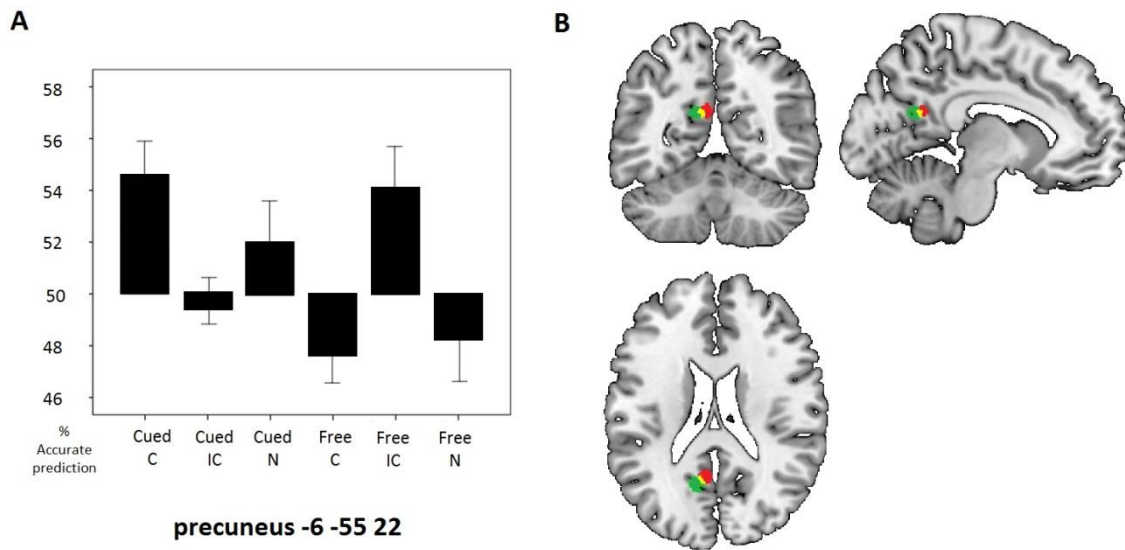 A
B
58
56
54
52
50
48
46
%
Accurate
prediction
Cued Cued Cued Free Free Free
C IC N C IC N
precuneus -6 -55 22